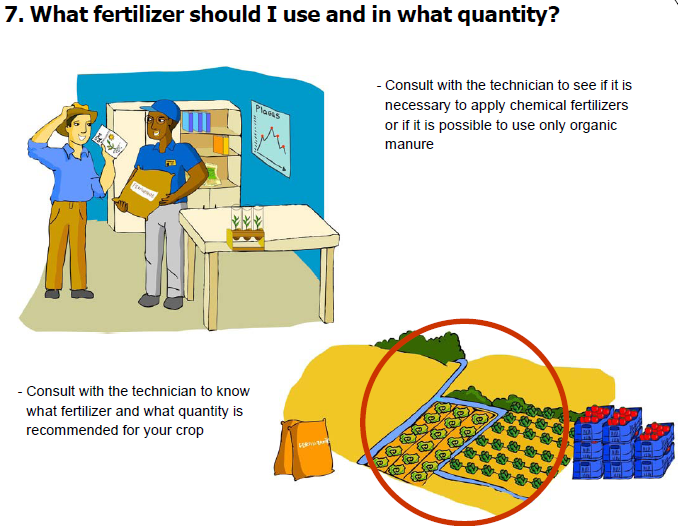 7. What fertilizer should I use and in what quantity?
- Consult with the technician to see if it is
necessary to apply chemical fertilizers
or if it is possible to use only organic
manure
Plagas
- Consult with the technician to know
what fertilizer and what quantity is
recommended for your crop